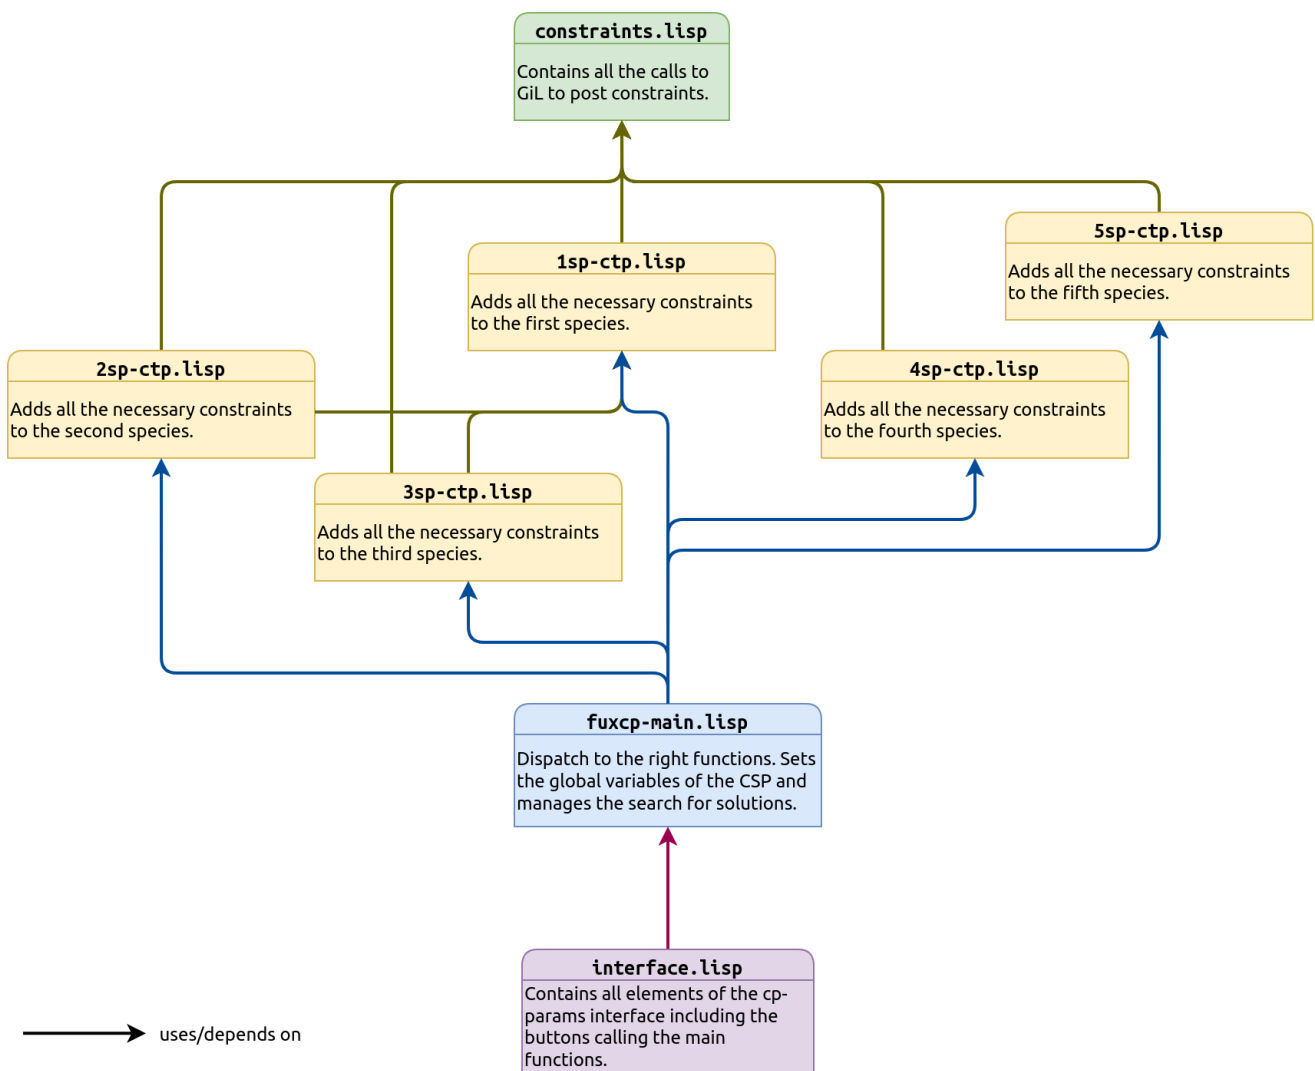 constraints.lisp
Contains all the calls to
GiL to post constraints.
5sp-ctp.lisp
Adds all the necessary constraints
to the fifth species.
1sp-ctp.lisp
Adds all the necessary constraints
to the first species.
2sp-ctp.lisp
Adds all the necessary constraints
to the second species.
4sp-ctp.lisp
Adds all the necessary constraints
to the fourth species.
3sp-ctp.lisp
Adds all the necessary constraints
to the third species.
fuxcp-main.lisp
Dispatch to the right functions. Sets
the global variables of the CSP and
manages the search for solutions.
interface.lisp
Contains all elements of the cp-
params interface including the
buttons calling the main
functions.
uses/depends on